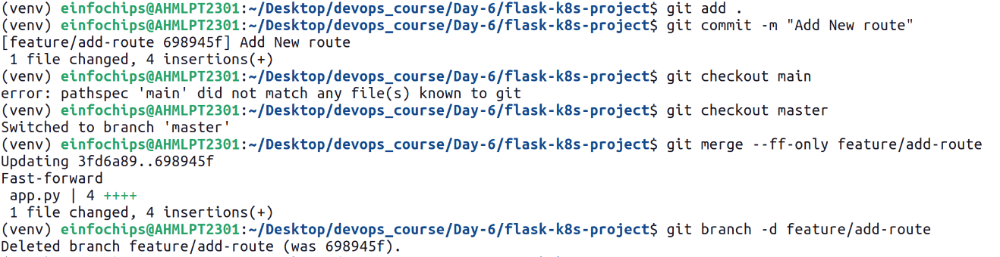 (venv) einfochips@AHMLPT2301:~/Desktop/devops_course/Day-6/flask-k8s-project$ git add .
(venv) einfochips@AHMLPT2301:~/Desktop/devops_course/Day-6/flask-k8s-project$ git commit -m "Add New route"
[feature/add-route 698945f] Add New route
 1 file changed, 4 insertions(+)
(venv) einfochips@AHMLPT2301:~/Desktop/devops_course/Day-6/flask-k8s-project$ git checkout main
error: pathspec 'main' did not match any file(s) known to git
(venv) einfochips@AHMLPT2301:~/Desktop/devops_course/Day-6/flask-k8s-project$ git checkout master
Switched to branch 'master'
(venv) einfochips@AHMLPT2301:~/Desktop/devops_course/Day-6/flask-k8s-project$ git merge --ff-only feature/add-route
Updating 3fd6a89..698945f
Fast-forward
 app.py | 4 ++++
 1 file changed, 4 insertions(+)
(venv) einfochips@AHMLPT2301:~/Desktop/devops_course/Day-6/flask-k8s-project$ git branch -d feature/add-route
Deleted branch feature/add-route (was 698945f).